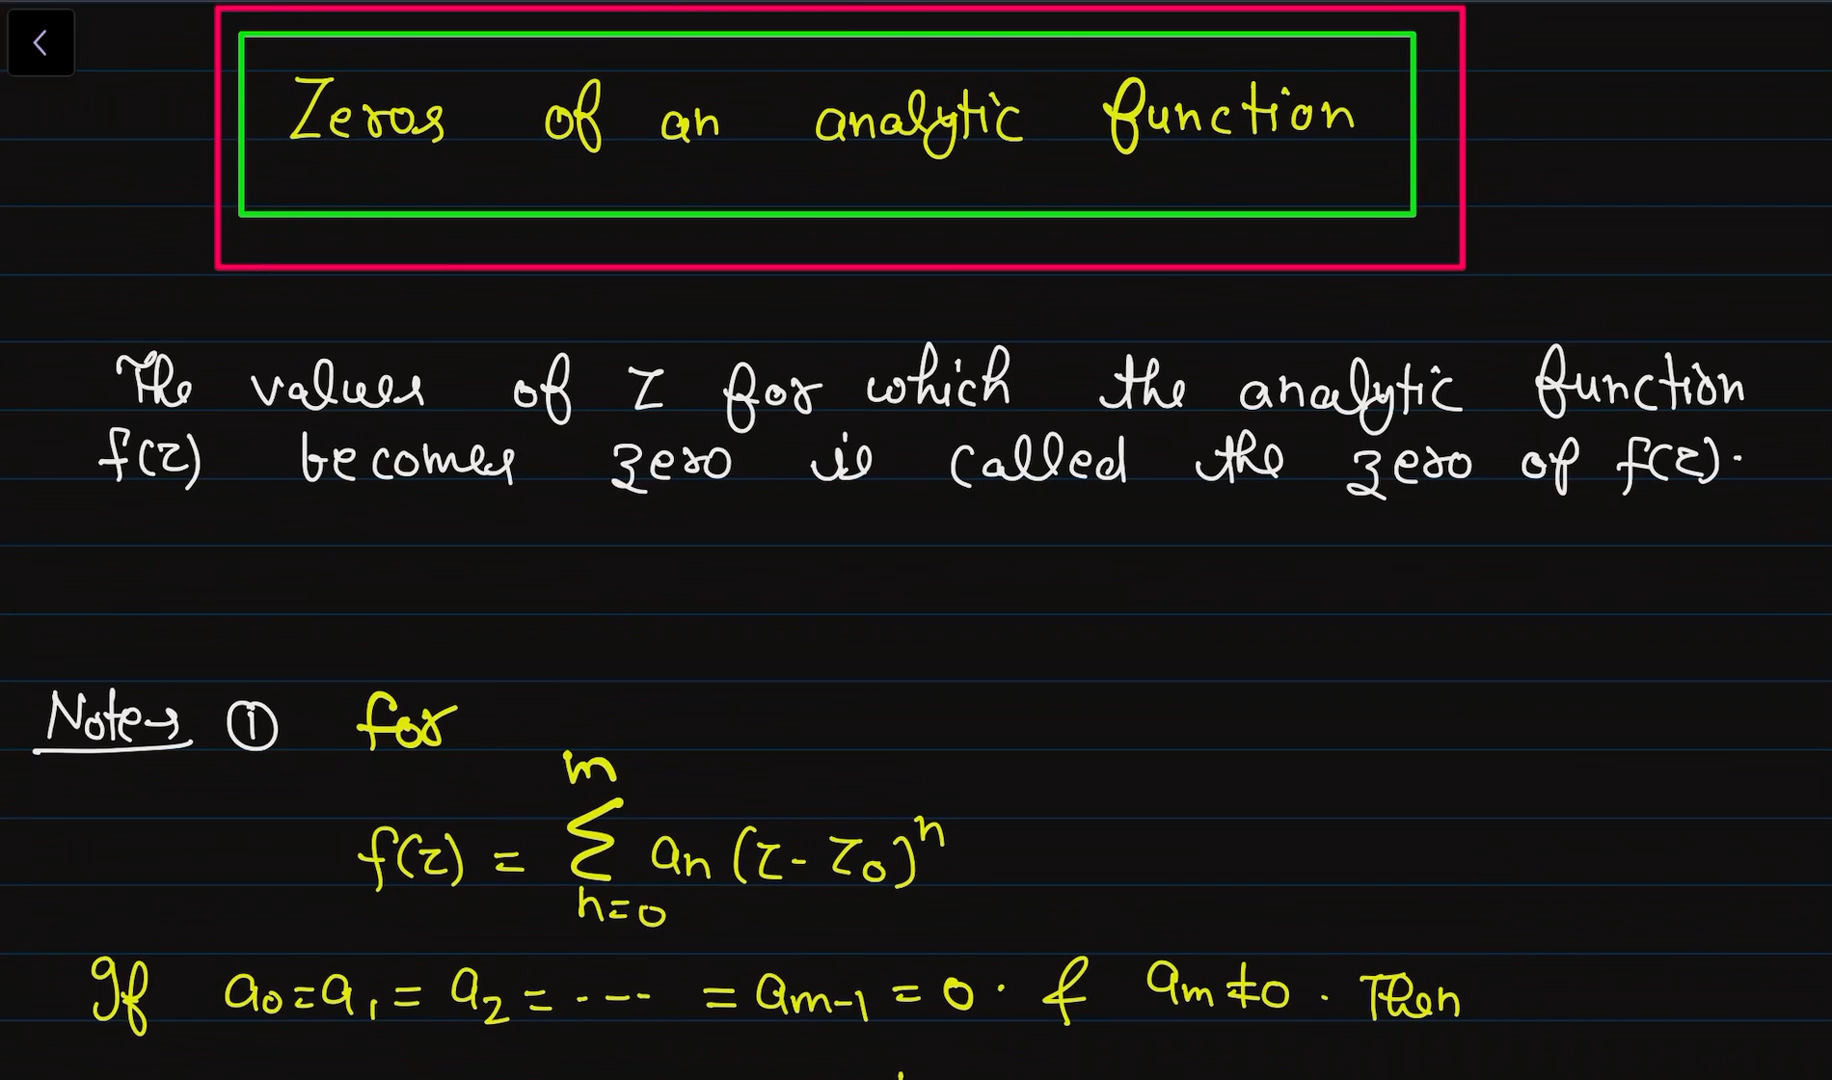 Zeros of an analytic function
The values of z for which the analytic function
f(z) becomes zero is called the zero of f(z).
Notes ① for
m
f(z) = ∑ an (z - z0)^n
n=0
If a0 = a1 = a2 = ---- = am-1 = 0. & am ≠ 0. Then